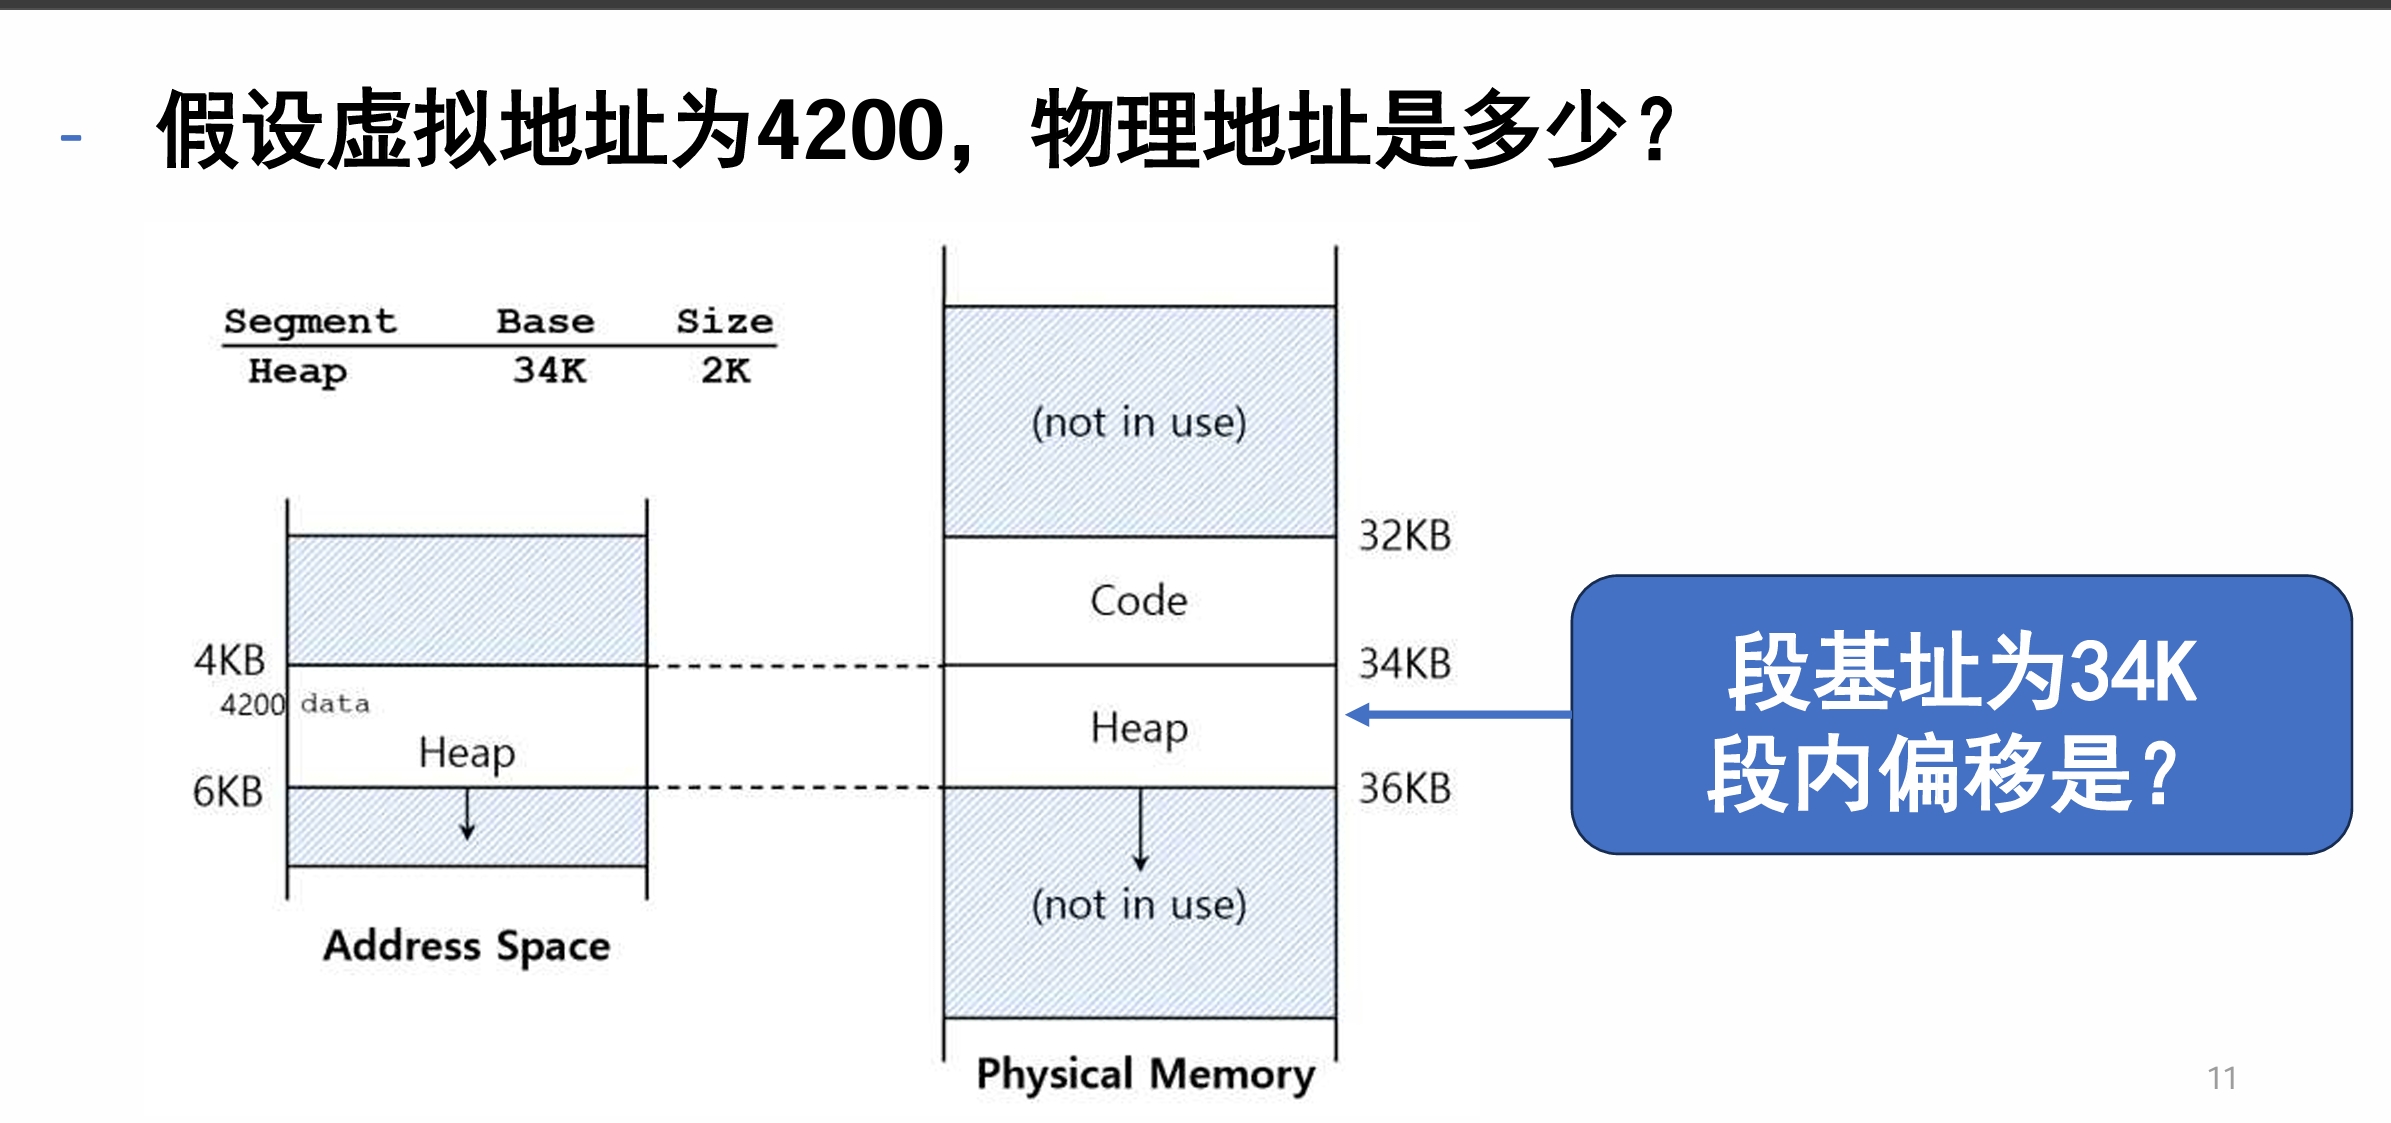 - 假设虚拟地址为4200，物理地址是多少？
Segment Base Size
Heap 34K 2K
(not in use)
32KB
Code
4KB
34KB
4200 data
Heap
Heap
6KB
36KB
(not in use)
Address Space
Physical Memory
段基址为34K
段内偏移是？
11